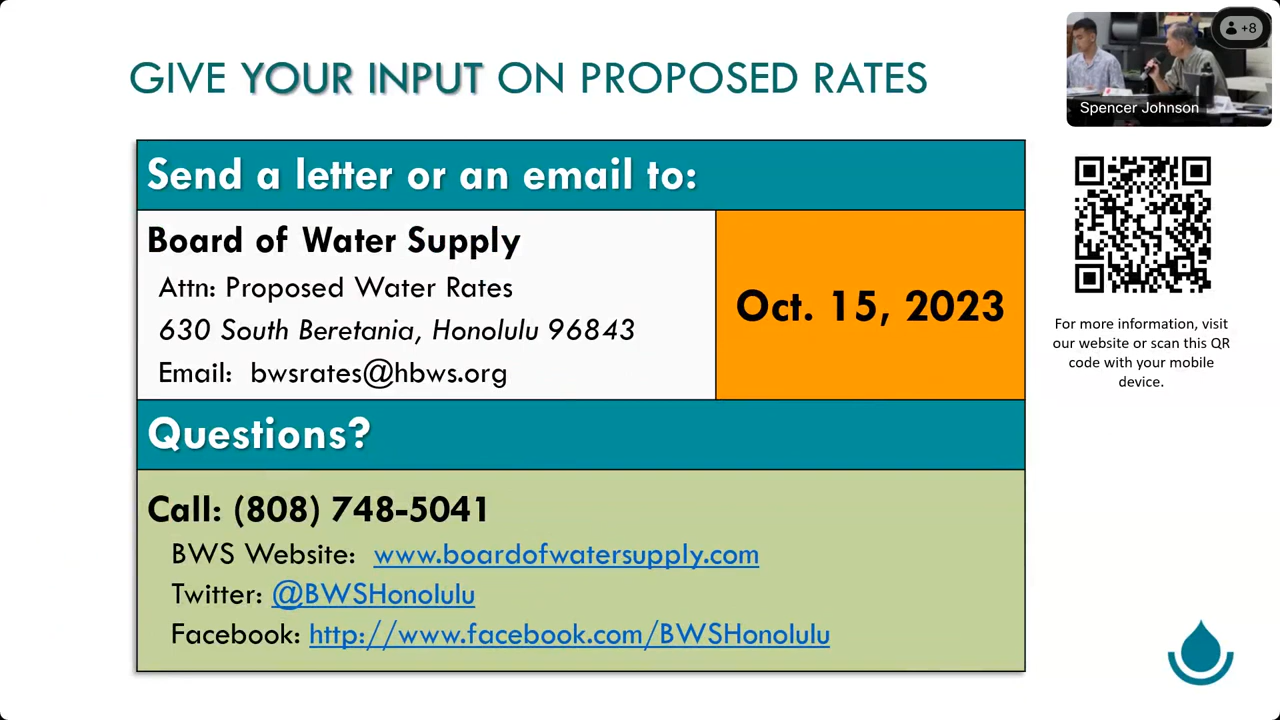 GIVE YOUR INPUT ON PROPOSED RATES
+8
Spencer Johnson
Send a letter or an email to:
Board of Water Supply
Attn: Proposed Water Rates
630 South Beretania, Honolulu 96843
Email: bwsrates@hbws.org
Oct. 15, 2023
For more information, visit
our website or scan this QR
code with your mobile
device.
Questions?
Call: (808) 748-5041
BWS Website: www.boardofwatersupply.com
Twitter: @BWSHonolulu
Facebook: http://www.facebook.com/BWSHonolulu